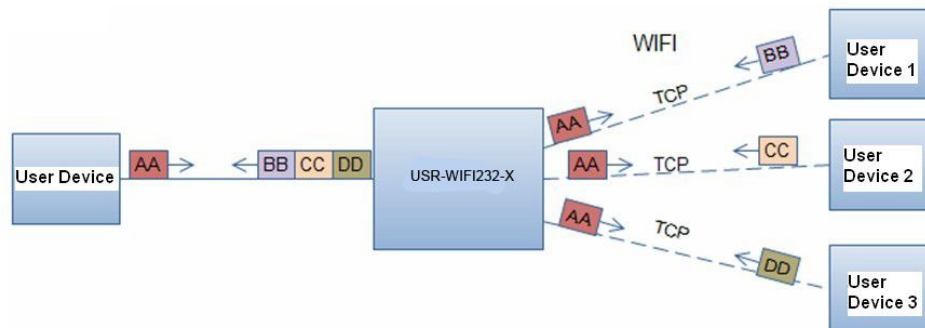 WIFI
User
Device 1
BB
TCP
AA
User Device
AA
BB CC DD
USR-WIFI232-X
AA
TCP
CC
User
Device 2
AA
TCP
DD
User
Device 3